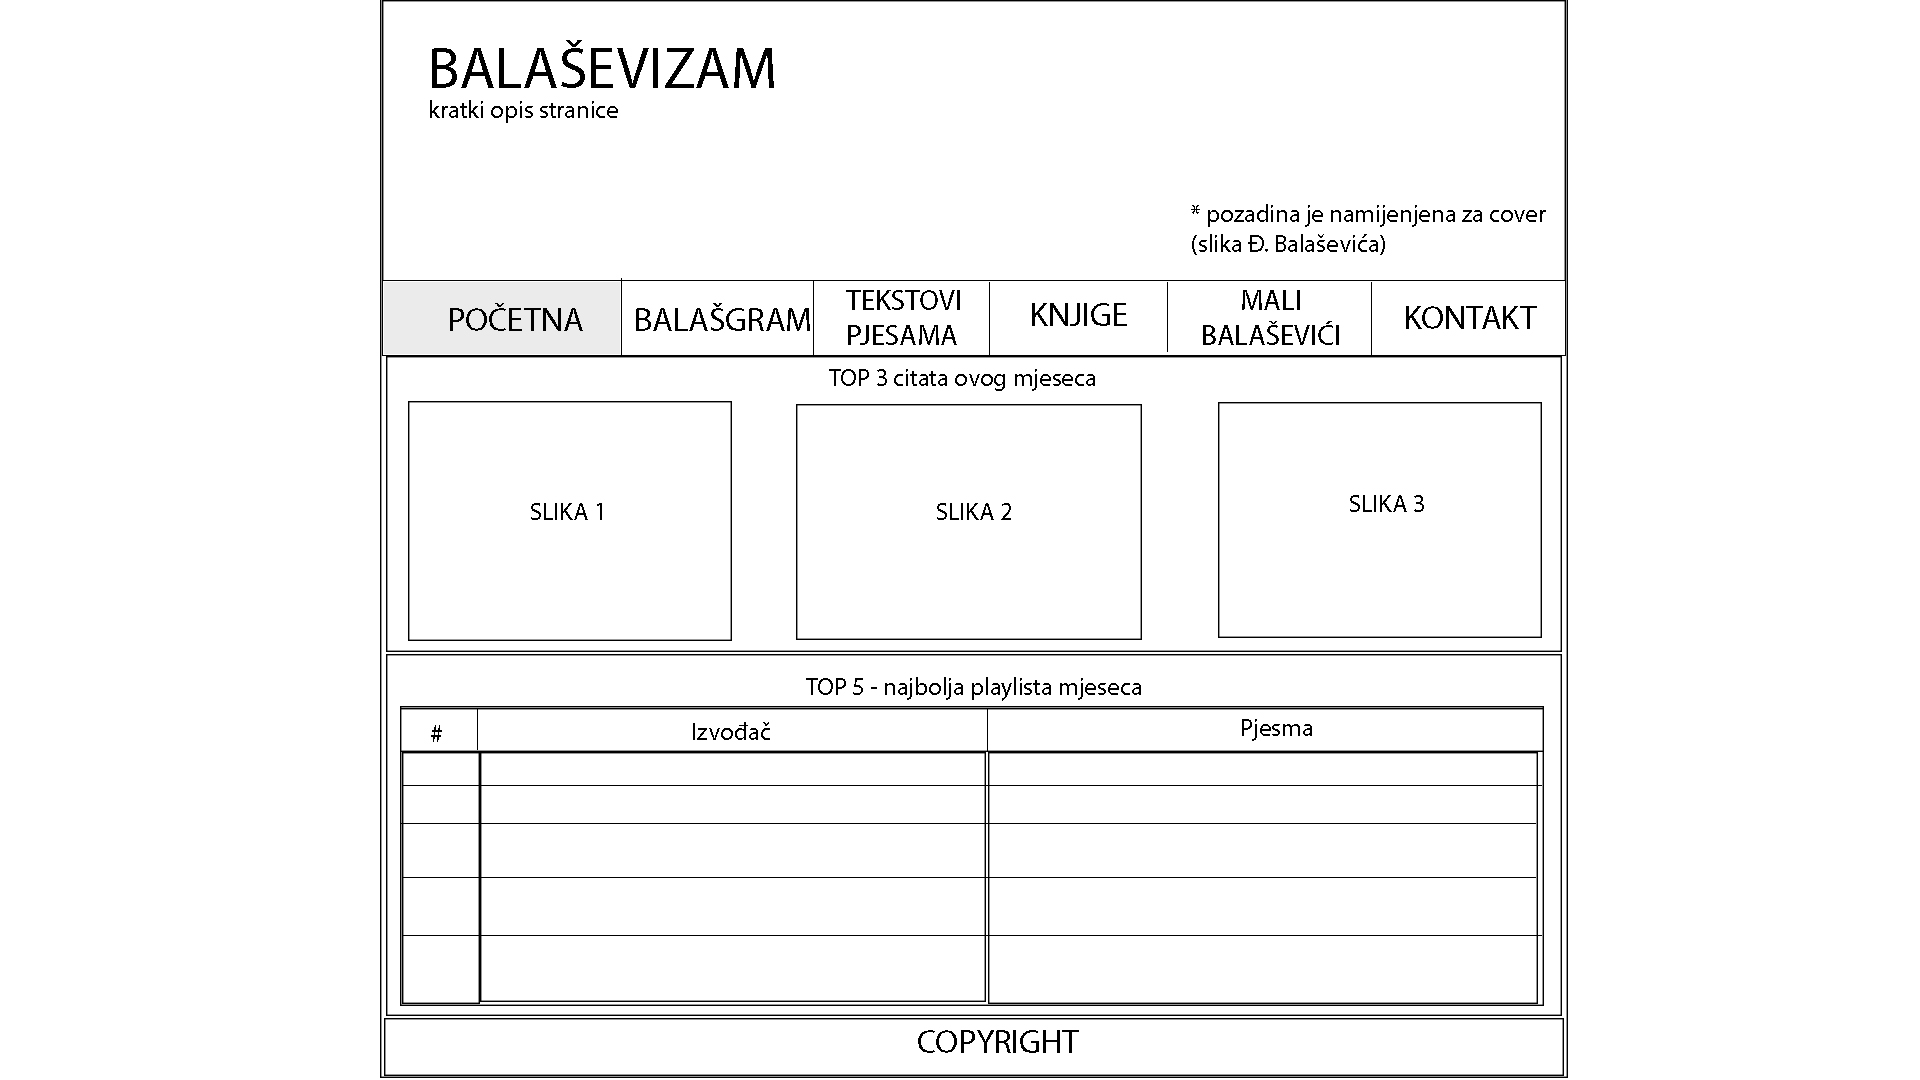 BALAŠEVIZAM
kratki opis stranice
* pozadina je namijenjena za cover
(slika Đ. Balaševića)
POČETNA
BALAŠGRAM
TEKSTOVI
PJESAMA
KNJIGE
MALI
BALAŠEVIĆI
KONTAKT
TOP 3 citata ovog mjeseca
SLIKA 1
SLIKA 2
SLIKA 3
TOP 5 - najbolja playlista mjeseca
#
Izvođač
Pjesma
COPYRIGHT